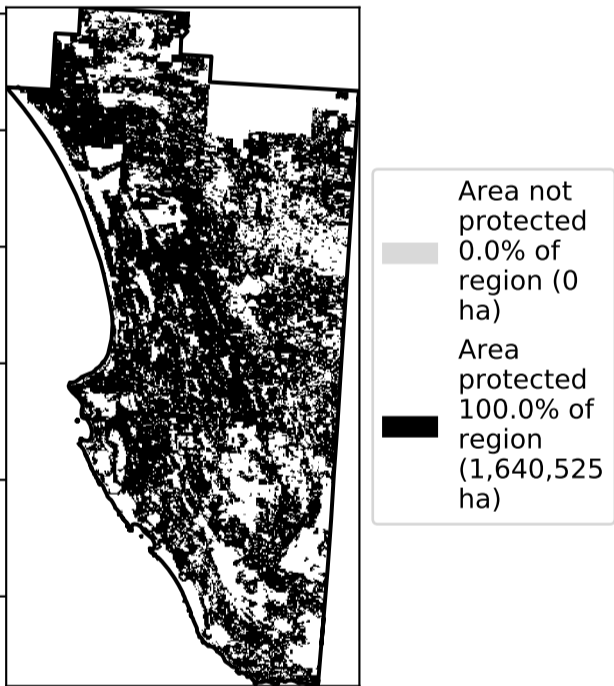 Area not
protected
0.0% of
region (0
ha)
Area
protected
100.0% of
region
(1,640,525
ha)